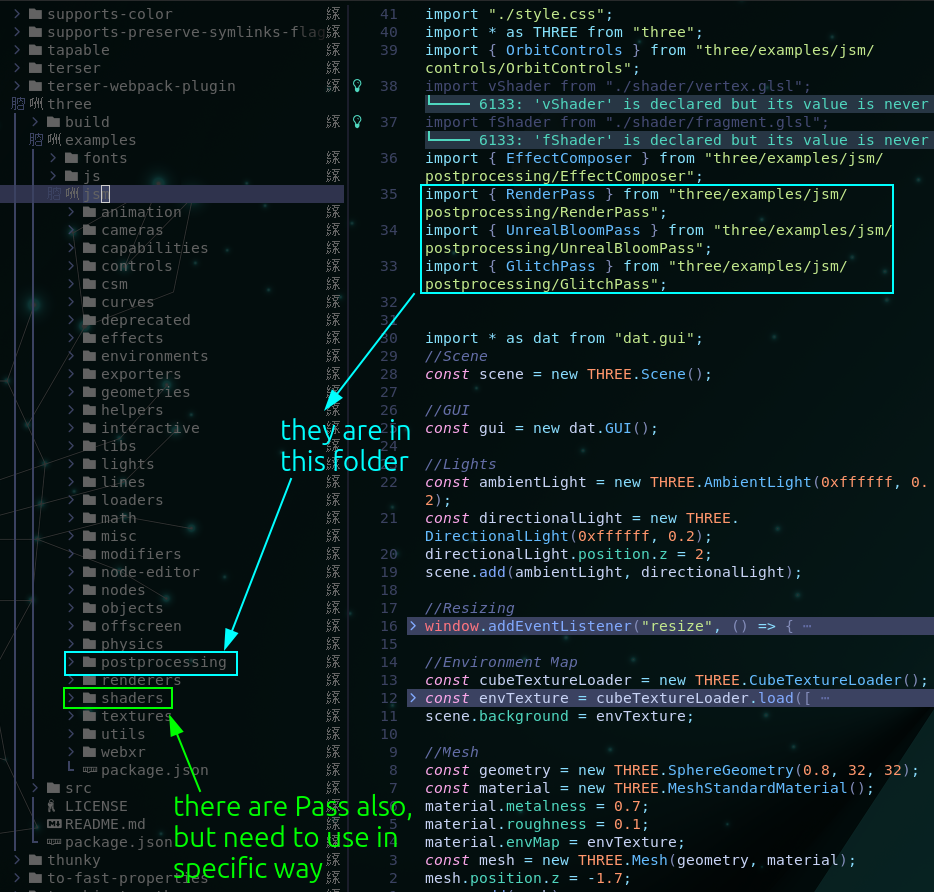 supports-color
supports-preserve-symlinks-flag
tapable
terser
terser-webpack-plugin
three
build
examples
fonts
js
jsm
animation
cameras
capabilities
controls
csm
curves
deprecated
effects
environments
exporters
geometries
helpers
interactive
libs
lights
lines
loaders
math
misc
modifiers
node-editor
nodes
objects
offscreen
physics
postprocessing
renderers
shaders
textures
utils
webxr
package.json
src
LICENSE
README.md
package.json
thunky
to-fast-properties
they are in
this folder
there are Pass also,
but need to use in
specific way
41 import "./style.css";
40 import * as THREE from "three";
39 import { OrbitControls } from "three/examples/jsm/
controls/OrbitControls";
38 import vShader from "./shader/vertex.glsl";
6133: 'vShader' is declared but its value is never
37 import fShader from "./shader/fragment.glsl";
6133: 'fShader' is declared but its value is never
36 import { EffectComposer } from "three/examples/jsm/
postprocessing/EffectComposer";
35 import { RenderPass } from "three/examples/jsm/
postprocessing/RenderPass";
34 import { UnrealBloomPass } from "three/examples/jsm/
postprocessing/UnrealBloomPass";
33 import { GlitchPass } from "three/examples/jsm/
postprocessing/GlitchPass";
32
31
30 import * as dat from "dat.gui";
29 //Scene
28 const scene = new THREE.Scene();
27
26 //GUI
25 const gui = new dat.GUI();
24
//Lights
22 const ambientLight = new THREE.AmbientLight(0xffffff, 0.
2);
21 const directionalLight = new THREE.
DirectionalLight(0xffffff, 0.2);
20 directionalLight.position.z = 2;
19 scene.add(ambientLight, directionalLight);
18
17 //Resizing
16 window.addEventListener("resize", () => { ⋯
15
14 //Environment Map
13 const cubeTextureLoader = new THREE.CubeTextureLoader();
12 const envTexture = cubeTextureLoader.load([ ⋯
11 scene.background = envTexture;
10
9 //Mesh
8 const geometry = new THREE.SphereGeometry(0.8, 32, 32);
7 const material = new THREE.MeshStandardMaterial();
material.metalness = 0.7;
5 material.roughness = 0.1;
4 material.envMap = envTexture;
3 const mesh = new THREE.Mesh(geometry, material);
2 mesh.position.z = -1.7;